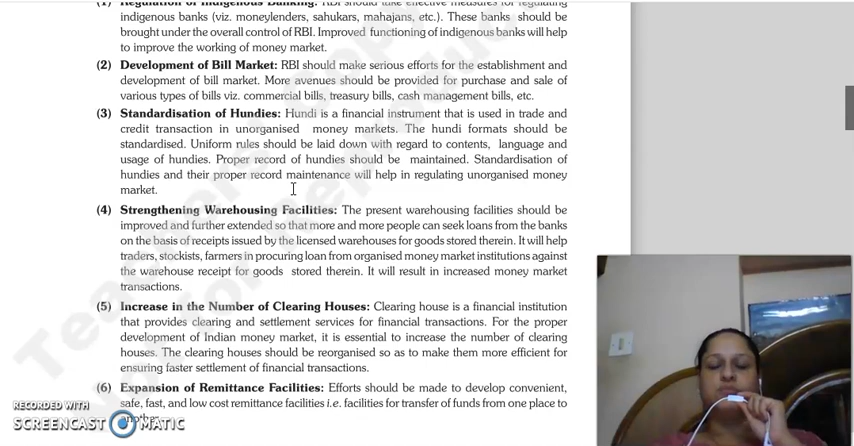 (1) Regulation of Indigenous Banking: RBI should take effective measures for regulating
indigenous banks (viz. moneylenders, sahukars, mahajans, etc.). These banks should be
brought under the overall control of RBI. Improved functioning of indigenous banks will help
to improve the working of money market.
(2) Development of Bill Market: RBI should make serious efforts for the establishment and
development of bill market. More avenues should be provided for purchase and sale of
various types of bills viz. commercial bills, treasury bills, cash management bills, etc.
(3) Standardisation of Hundies: Hundi is a financial instrument that is used in trade and
credit transaction in unorganised money markets. The hundi formats should be
standardised. Uniform rules should be laid down with regard to contents, language and
usage of hundies. Proper record of hundies should be maintained. Standardisation of
hundies and their proper record maintenance will help in regulating unorganised money
market.
(4) Strengthening Warehousing Facilities: The present warehousing facilities should be
improved and further extended so that more and more people can seek loans from the banks
on the basis of receipts issued by the licensed warehouses for goods stored therein. It will help
traders, stockists, farmers in procuring loan from organised money market institutions against
the warehouse receipt for goods stored therein. It will result in increased money market
transactions.
(5) Increase in the Number of Clearing Houses: Clearing house is a financial institution
that provides clearing and settlement services for financial transactions. For the proper
development of Indian money market, it is essential to increase the number of clearing
houses. The clearing houses should be reorganised so as to make them more efficient for
ensuring faster settlement of financial transactions.
(6) Expansion of Remittance Facilities: Efforts should be made to develop convenient,
safe, fast, and low cost remittance facilities i.e. facilities for transfer of funds from one place to
another.
RECORDED WITH
SCREENCAST MATIC